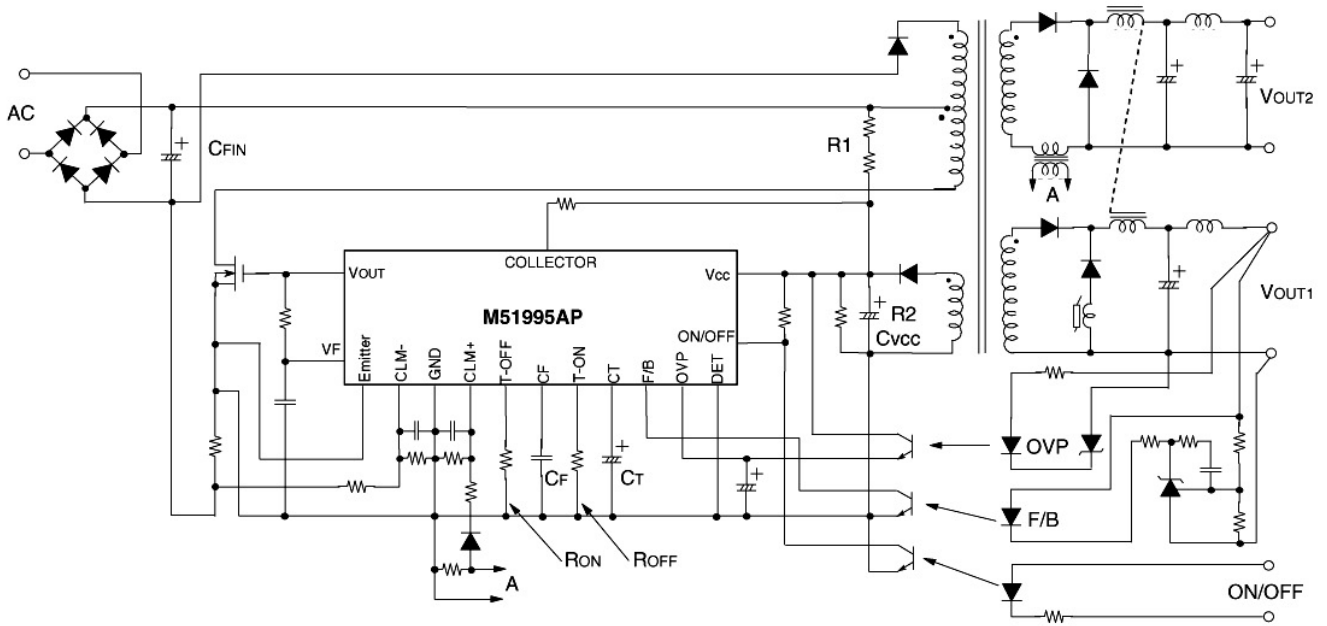 AC
+
CFIN
R1
+
+
VOUT2
A
COLLECTOR
VOUT
VCC
M51995AP
VF
ON/OFF
Emitter
CLM-
GND
CLM+
T-OFF
CF
T-ON
CT
F/B
OVP
DET
+
R2
CVCC
+
VOUT1
CF
+
CT
+
OVP
F/B
RON
ROFF
A
ON/OFF